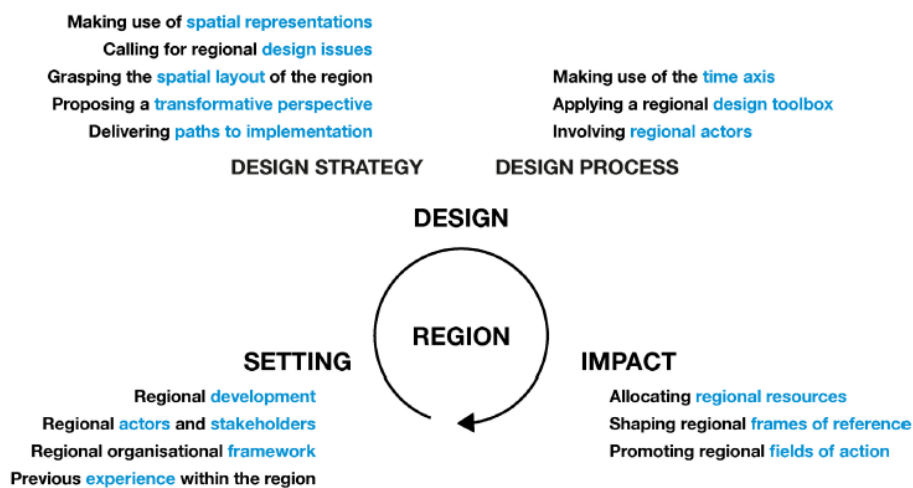 Making use of spatial representations
Calling for regional design issues
Grasping the spatial layout of the region
Proposing a transformative perspective
Delivering paths to implementation
DESIGN STRATEGY
Making use of the time axis
Applying a regional design toolbox
Involving regional actors
DESIGN PROCESS
DESIGN
REGION
SETTING
Regional development
Regional actors and stakeholders
Regional organisational framework
Previous experience within the region
IMPACT
Allocating regional resources
Shaping regional frames of reference
Promoting regional fields of action